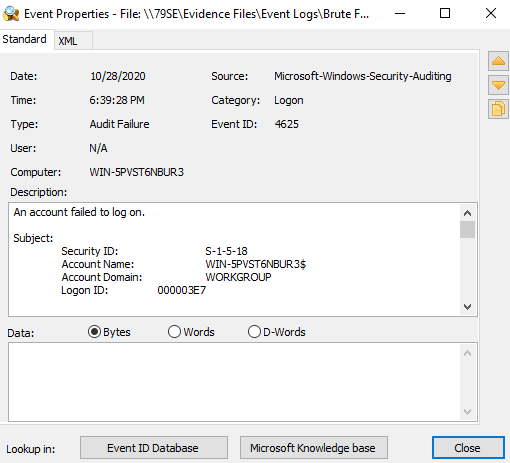 Event Properties - File: \\79SE\Evidence Files\Event Logs\Brute F...
Standard XML
Date: 10/28/2020 Source: Microsoft-Windows-Security-Auditing
Time: 6:39:28 PM Category: Logon
Type: Audit Failure Event ID: 4625
User: N/A
Computer: WIN-5PVST6NBUR3
Description:
An account failed to log on.
Subject:
Security ID: S-1-5-18
Account Name: WIN-5PVST6NBUR3$
Account Domain: WORKGROUP
Logon ID: 000003E7
Data: Bytes Words D-Words
Lookup in: Event ID Database Microsoft Knowledge base Close